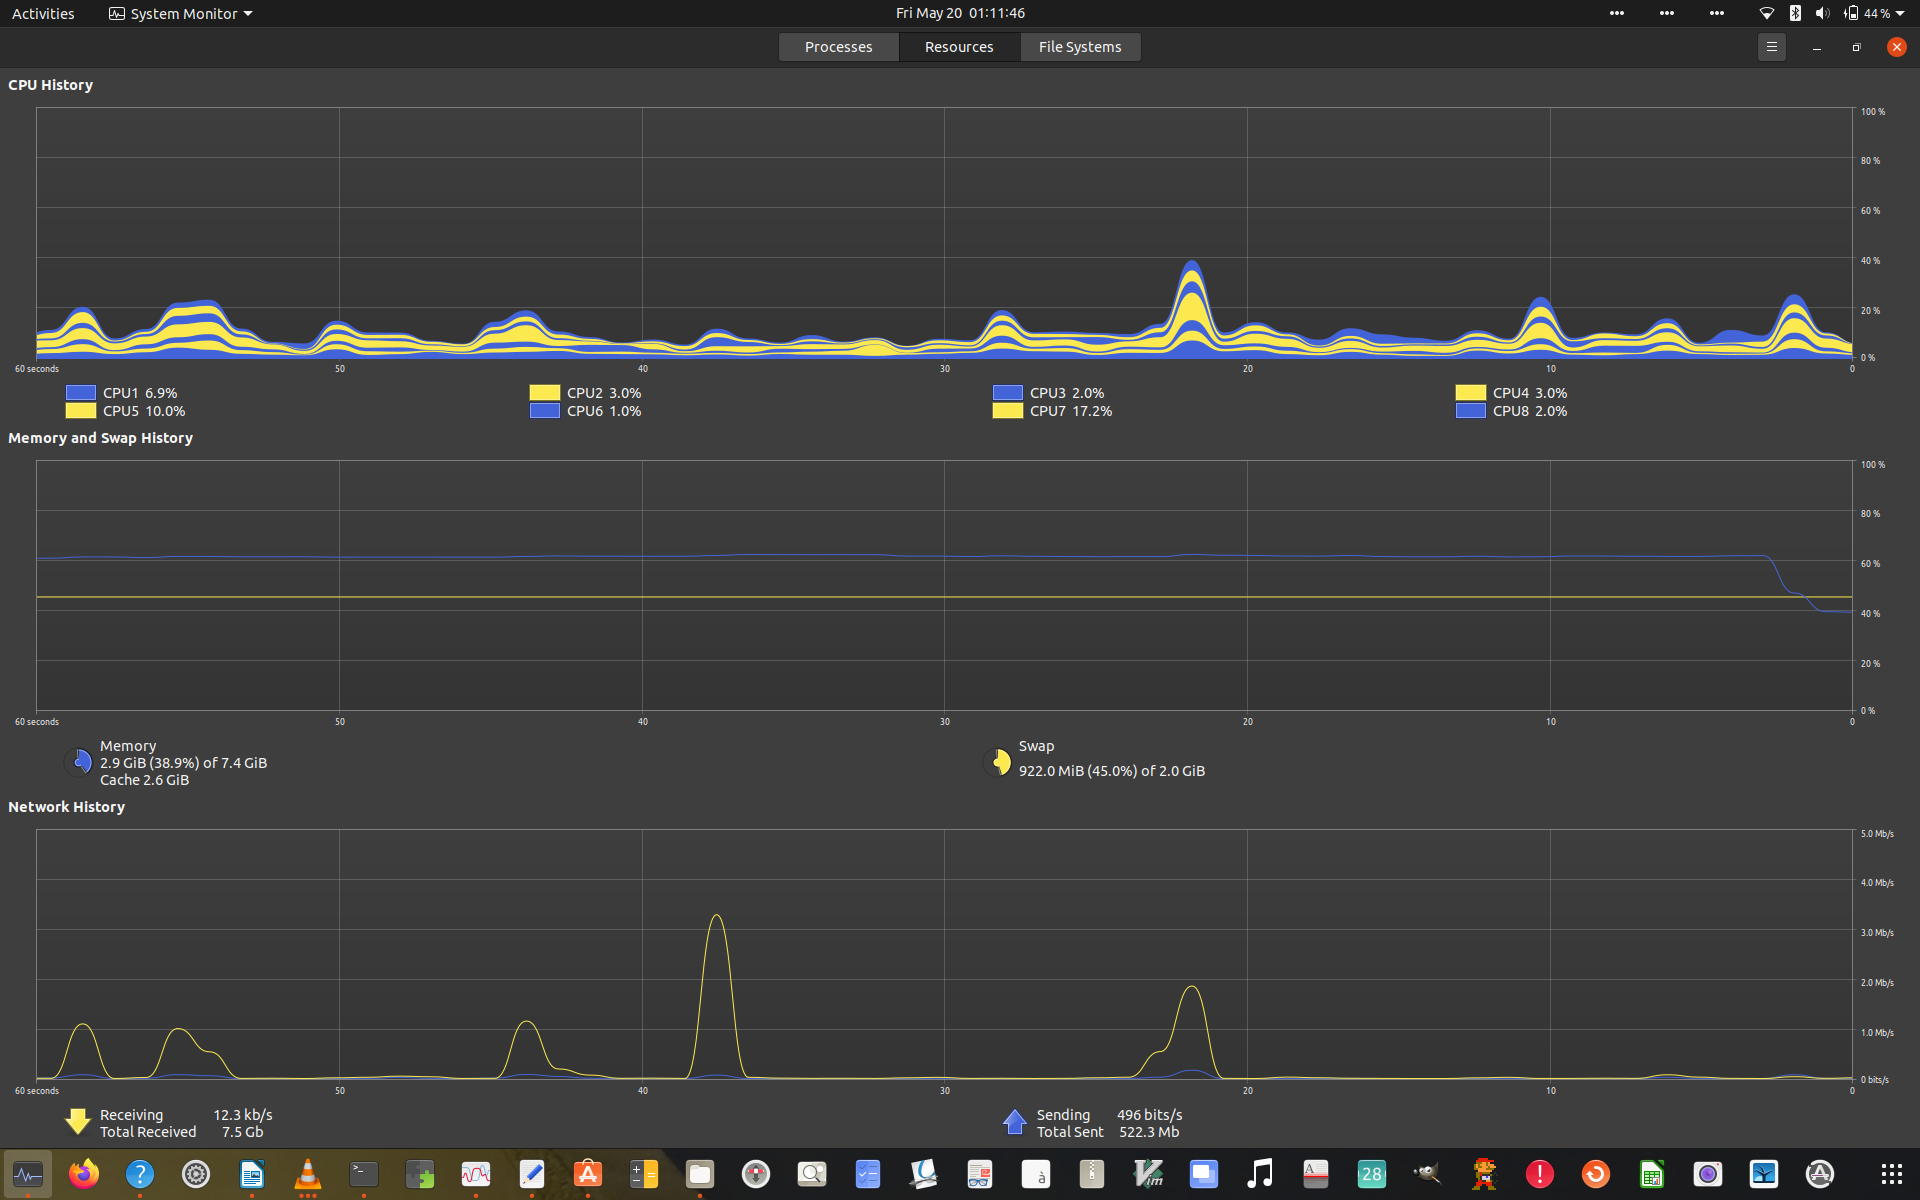 Activities System Monitor Fri May 20 01:11:46 44 %
Processes Resources File Systems
CPU History
100 %
80 %
60 %
40 %
20 %
0 %
60 seconds 50 40 30 20 10 0
CPU1 6.9% CPU2 3.0% CPU3 2.0% CPU4 3.0%
CPU5 10.0% CPU6 1.0% CPU7 17.2% CPU8 2.0%
Memory and Swap History
100 %
80 %
60 %
40 %
20 %
0 %
60 seconds 50 40 30 20 10 0
Memory Swap
2.9 GiB (38.9%) of 7.4 GiB 922.0 MiB (45.0%) of 2.0 GiB
Cache 2.6 GiB
Network History
5.0 Mb/s
4.0 Mb/s
3.0 Mb/s
2.0 Mb/s
1.0 Mb/s
0 bits/s
60 seconds 50 40 30 20 10 0
Receiving 12.3 kb/s Sending 496 bits/s
Total Received 7.5 Gb Total Sent 522.3 Mb
? >_ A à Vim A 28 !